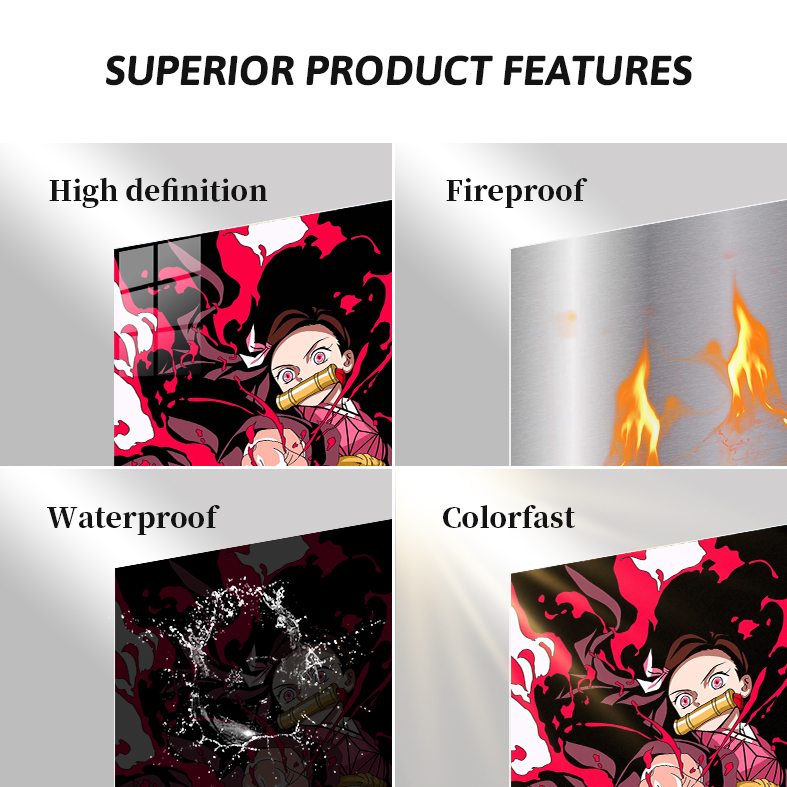 SUPERIOR PRODUCT FEATURES
High definition
Fireproof
Waterproof
Colorfast